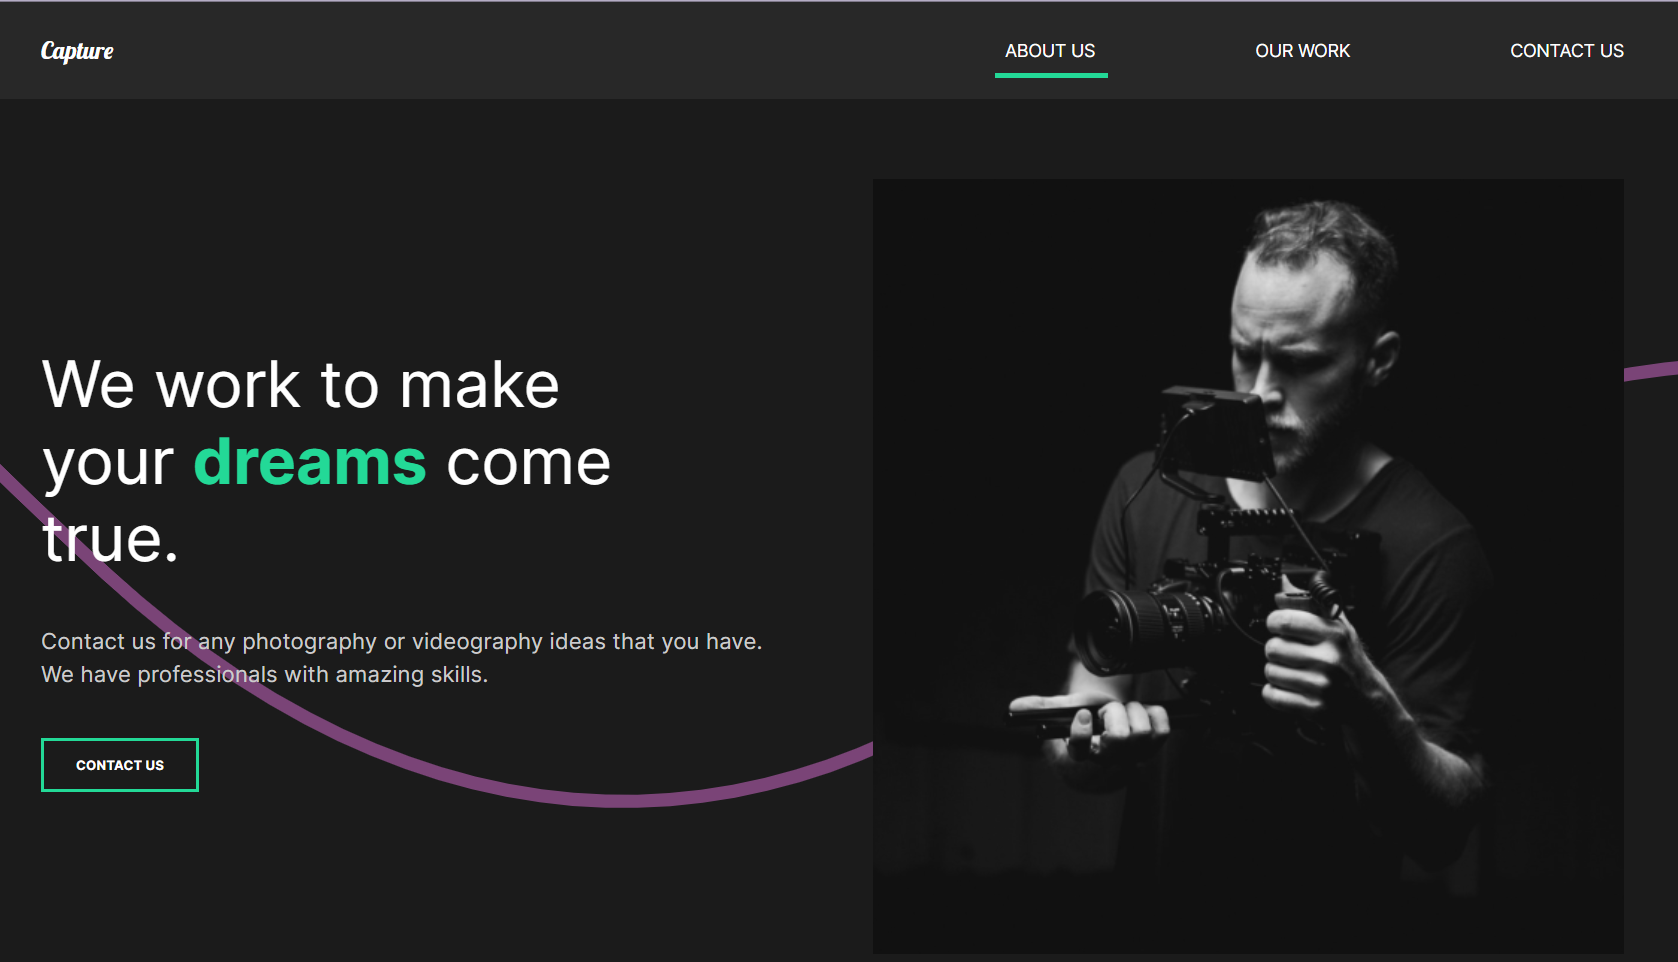 Capture
ABOUT US
OUR WORK
CONTACT US
We work to make
your dreams come
true.
Contact us for any photography or videography ideas that you have.
We have professionals with amazing skills.
CONTACT US